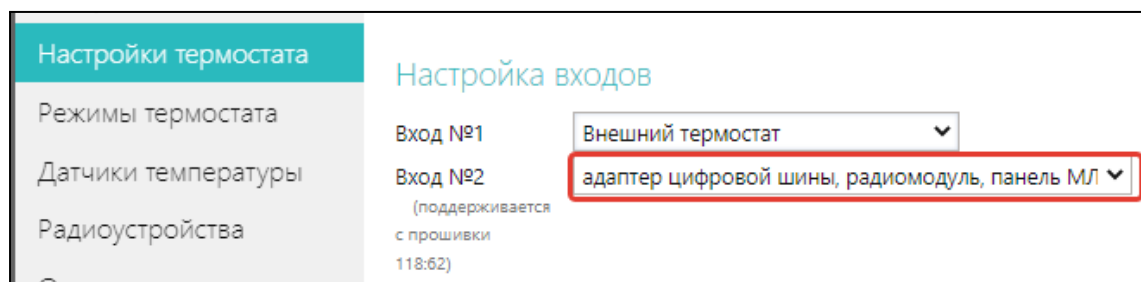 Настройки термостата
Режимы термостата
Датчики температуры
Радиоустройства
Настройка входов
Вход №1 Внешний термостат
Вход №2 адаптер цифровой шины, радиомодуль, панель МЛ
(поддерживается
с прошивки
118:62)